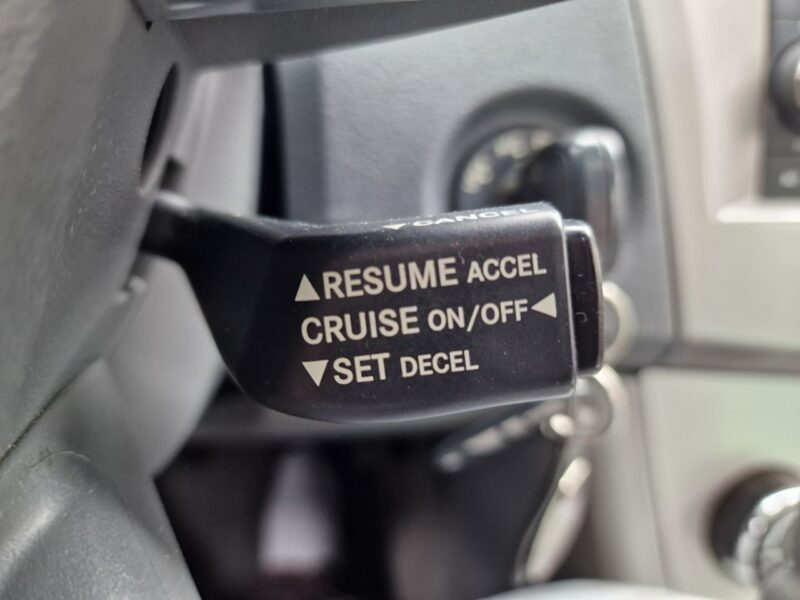 ▼CANCEL
▲RESUME ACCEL
CRUISE ON/OFF◀
▼SET DECEL